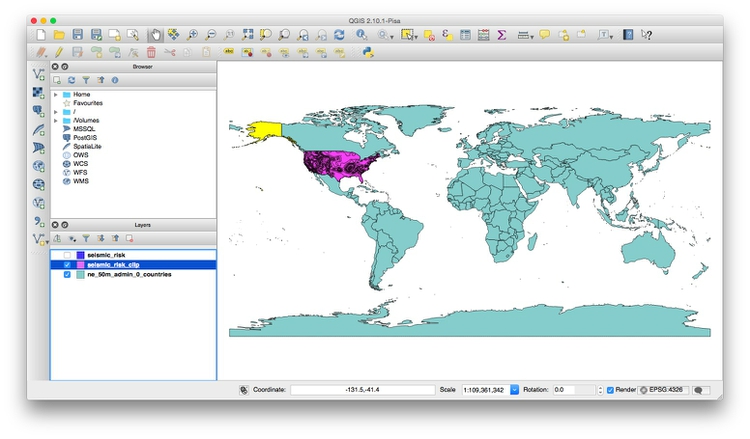 QGIS 2.10.1-Pisa
Browser
Home
Favourites
/
/Volumes
MSSQL
PostGIS
SpatiaLite
OWS
WCS
WFS
WMS
Layers
seismic_risk
seismic_risk_clip
ne_50m_admin_0_countries
Coordinate: -131.5,-41.4 Scale 1:109,361,342 Rotation: 0.0 Render EPSG:4326